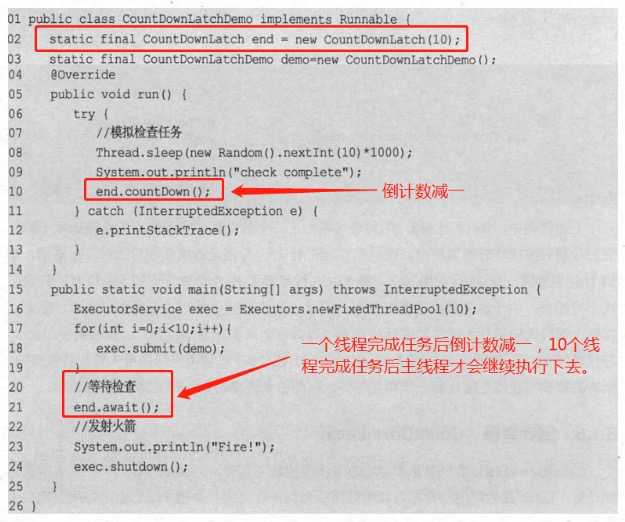 01 public class CountDownLatchDemo implements Runnable {
02 static final CountDownLatch end = new CountDownLatch(10);
03 static final CountDownLatchDemo demo=new CountDownLatchDemo();
04 @Override
05 public void run() {
06 try {
07 //模拟检查任务
08 Thread.sleep(new Random().nextInt(10)*1000);
09 System.out.println("check complete");
10 end.countDown();
倒计数减一
11 } catch (InterruptedException e) {
12 e.printStackTrace();
13 }
14 }
15 public static void main(String[] args) throws InterruptedException {
16 ExecutorService exec = Executors.newFixedThreadPool(10);
17 for(int i=0;i<10;i++){
18 exec.submit(demo);
19 }
一个线程完成任务后倒计数减一，10个线
程完成任务后主线程才会继续执行下去。
20 //等待检查
21 end.await();
22 //发射火箭
23 System.out.println("Fire!");
24 exec.shutdown();
25 }
26 }